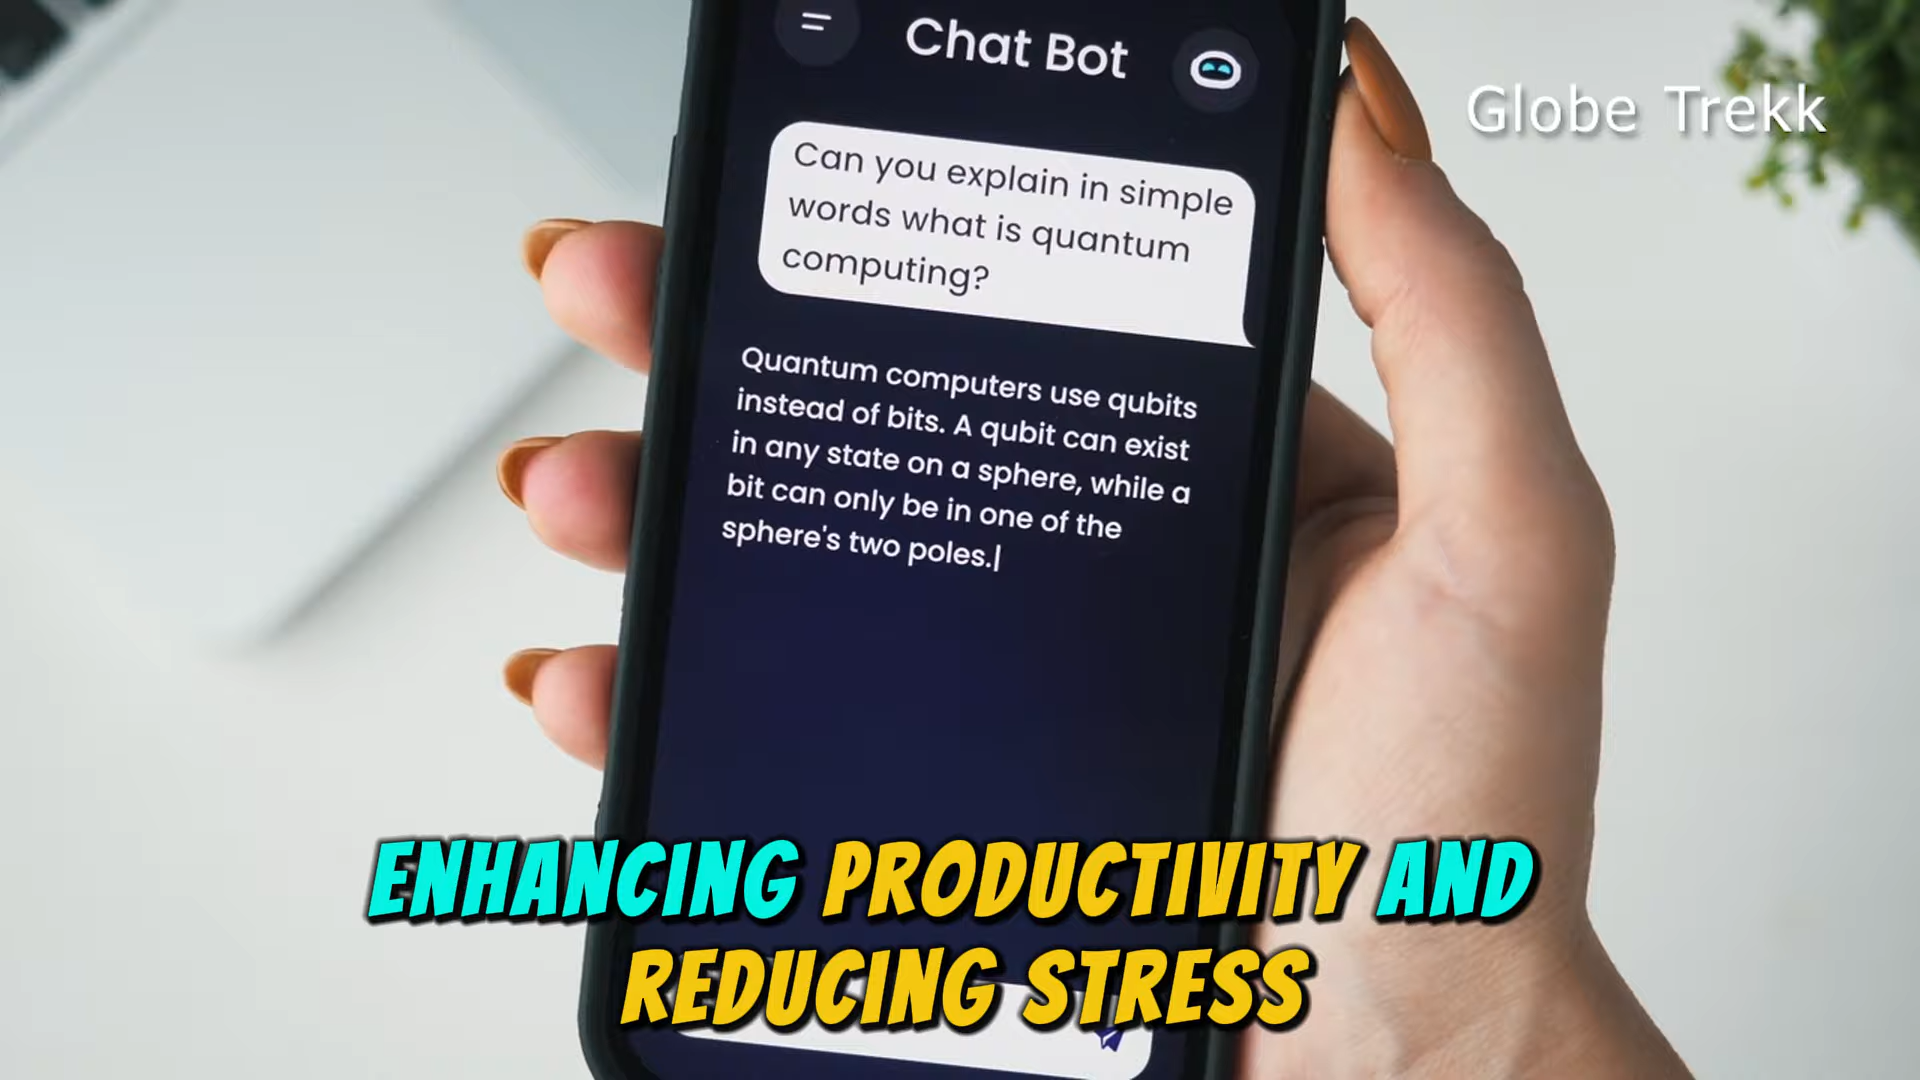 Chat Bot
Globe Trekk
Can you explain in simple
words what is quantum
computing?
Quantum computers use qubits
instead of bits. A qubit can exist
in any state on a sphere, while a
bit can only be in one of the
sphere's two poles.
ENHANCING PRODUCTIVITY AND
REDUCING STRESS